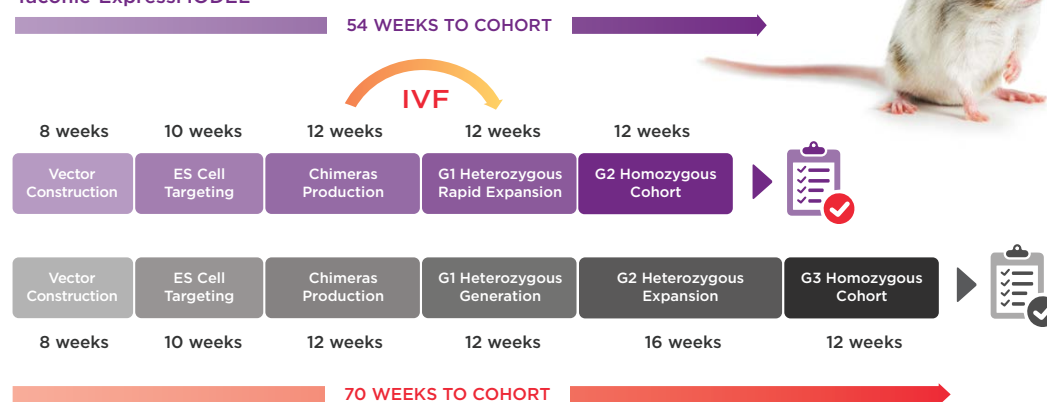 54 WEEKS TO COHORT
IVF
8 weeks
10 weeks
12 weeks
12 weeks
12 weeks
Vector
Construction
ES Cell
Targeting
Chimeras
Production
G1 Heterozygous
Rapid Expansion
G2 Homozygous
Cohort
Vector
Construction
ES Cell
Targeting
Chimeras
Production
G1 Heterozygous
Generation
G2 Heterozygous
Expansion
G3 Homozygous
Cohort
8 weeks
10 weeks
12 weeks
12 weeks
16 weeks
12 weeks
70 WEEKS TO COHORT